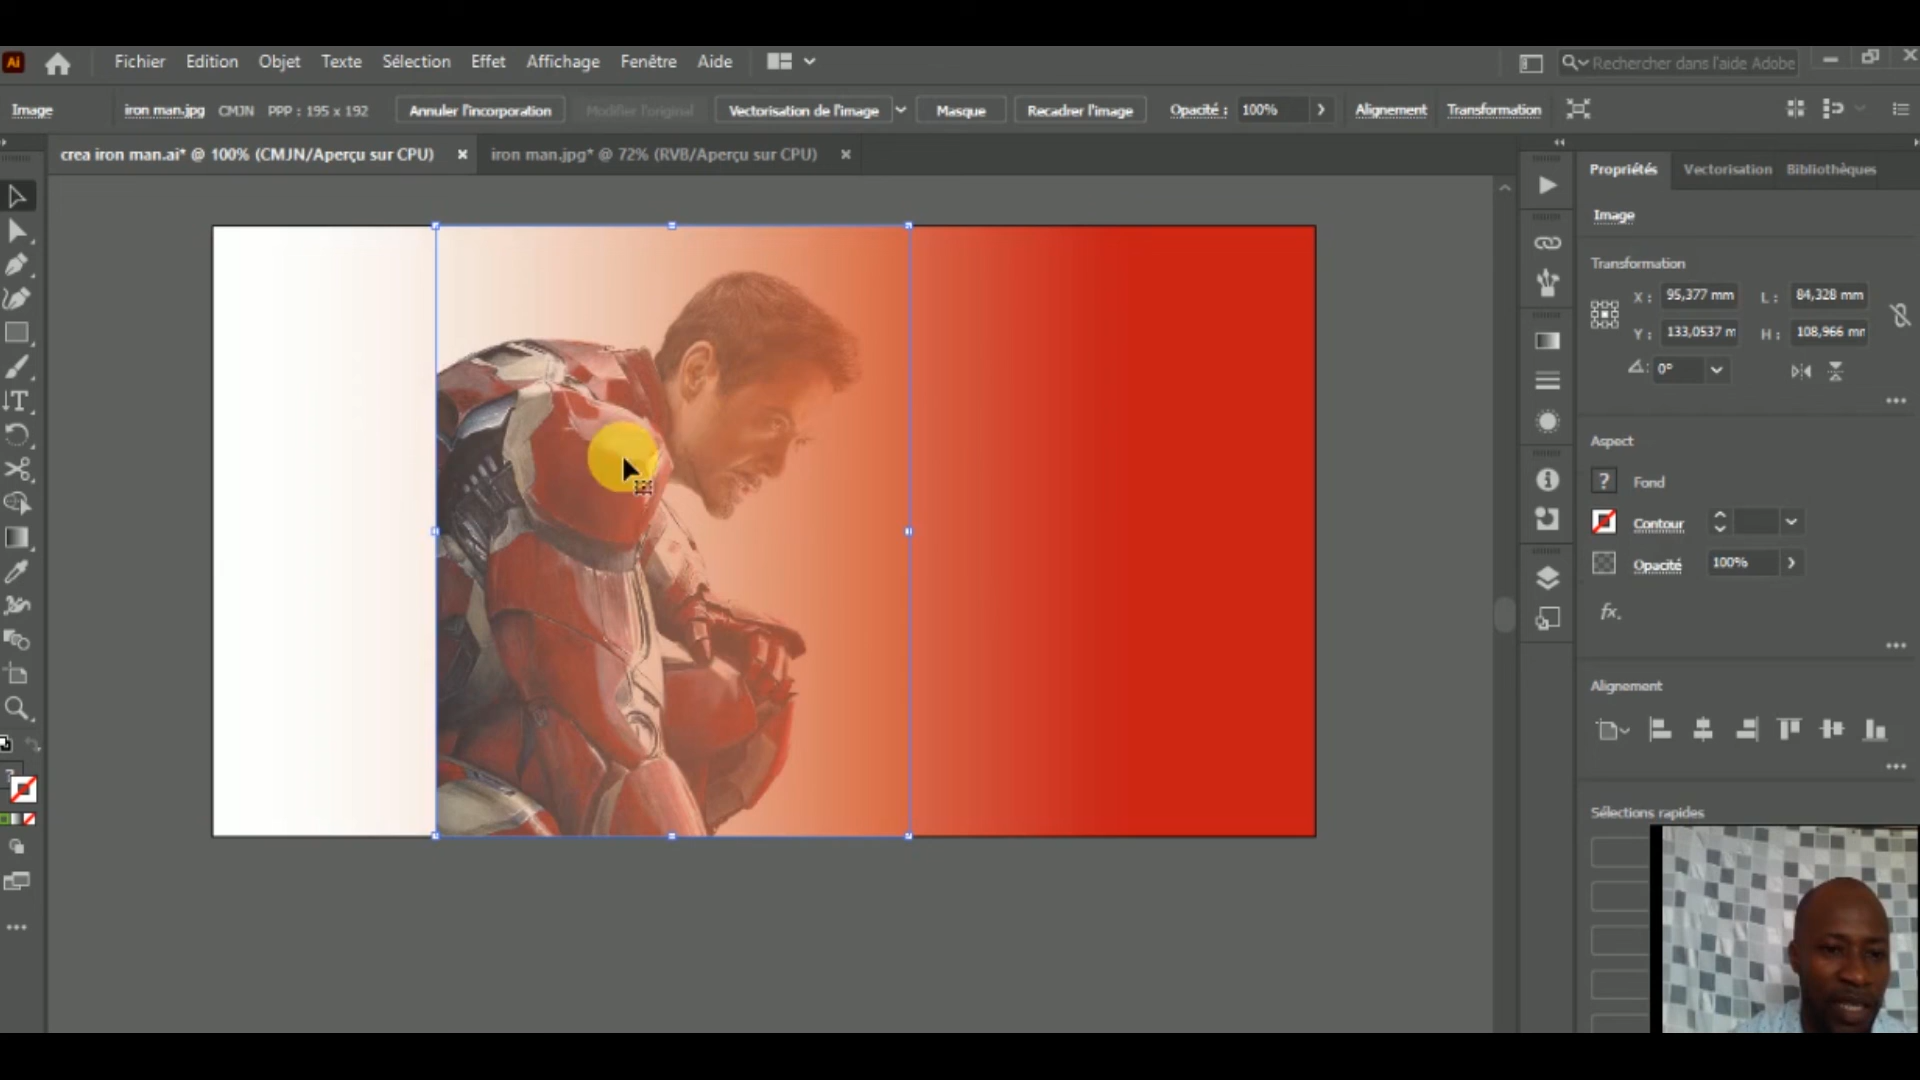 Ai Fichier Edition Objet Texte Sélection Effet Affichage Fenêtre Aide Rechercher dans l'aide Adobe
Image iron man.jpg CMJN PPP : 195 x 192 Annuler l'incorporation Modifier l'original Vectorisation de l'image Masque Recadrer l'image Opacité : 100% Alignement Transformation
crea iron man.ai* @ 100% (CMJN/Aperçu sur CPU) × iron man.jpg* @ 72% (RVB/Aperçu sur CPU) ×
Propriétés Vectorisation Bibliothèques
Image
Transformation
X : 95,377 mm L : 84,328 mm
Y : 133,0537 m H : 108,966 mm
0°
Aspect
? Fond
Contour
Opacité 100%
fx.
Alignement
Sélections rapides